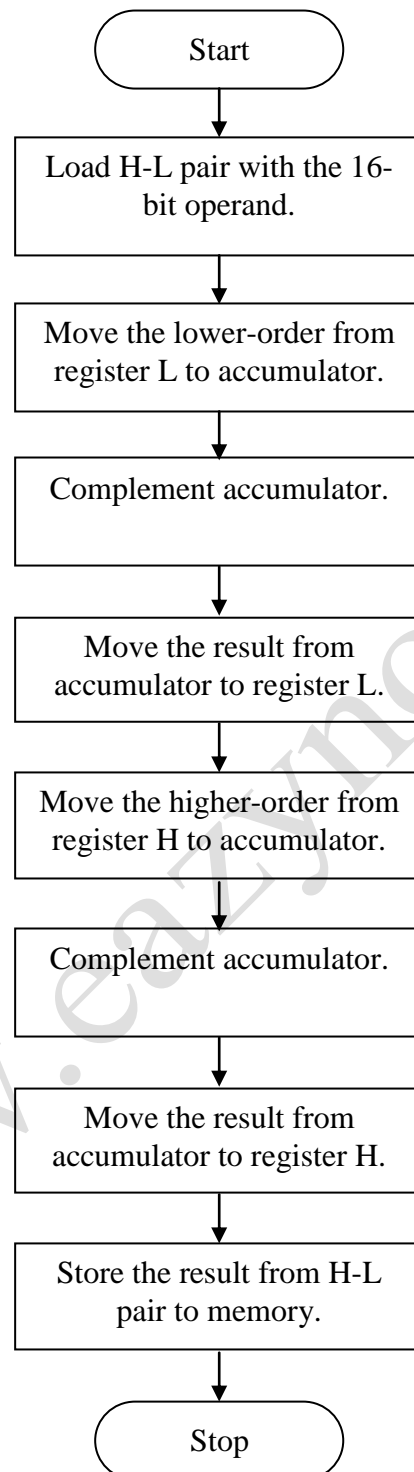 Start
Load H-L pair with the 16-
bit operand.
Move the lower-order from
register L to accumulator.
Complement accumulator.
Move the result from
accumulator to register L.
Move the higher-order from
register H to accumulator.
Complement accumulator.
Move the result from
accumulator to register H.
Store the result from H-L
pair to memory.
Stop